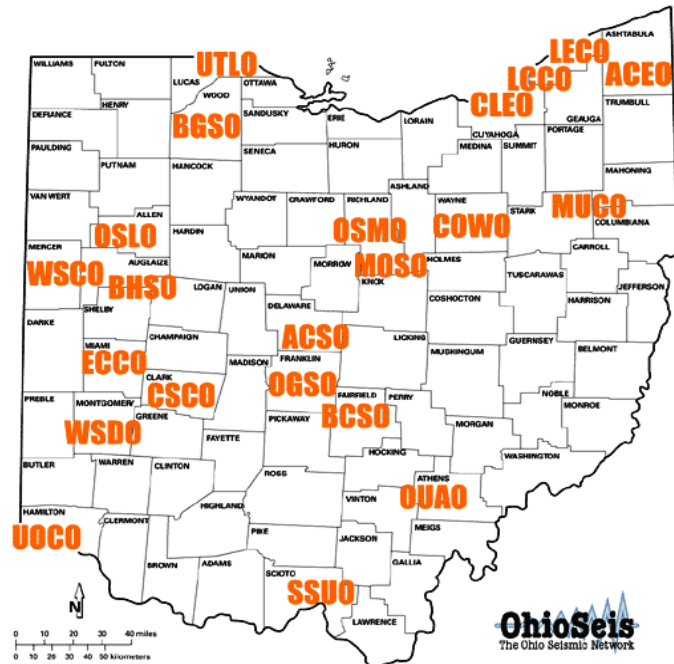 LECO
ASHTABULA
WILLIAMS
FULTON
UTLO
LGCO
ACEO
LUCAS
OTTAWA
WOOD
CLEO
TRUMBULL
HENRY
SANDUSKY
GEAUGA
DEFIANCE
BGSO
ERIE
LORAIN
CUYAHOGA
PORTAGE
PAULDING
SENECA
HURON
MEDINA
SUMMIT
PUTNAM
HANCOCK
MAHONING
ASHLAND
VAN WERT
WYANDOT
CRAWFORD
RICHLAND
WAYNE
STARK
MUCO
ALLEN
OSMO
COWO
COLUMBIANA
OSLO
HARDIN
MERCER
MARION
CARROLL
WSCO
AUGLAIZE
MORROW
MOSO
HOLMES
BHSO
KNOX
TUSCARAWAS
LOGAN
UNION
JEFFERSON
SHELBY
DELAWARE
COSHOCTON
HARRISON
DARKE
CHAMPAIGN
ACSO
LICKING
GUERNSEY
MIAMI
MUSKINGUM
BELMONT
ECCO
MADISON
FRANKLIN
CLARK
OGSO
CSCO
PREBLE
MONTGOMERY
FAIRFIELD
PERRY
NOBLE
MONROE
GREENE
PICKAWAY
BCSO
MORGAN
WSDO
FAYETTE
HOCKING
WASHINGTON
BUTLER
WARREN
CLINTON
ROSS
ATHENS
VINTON
OUAO
HAMILTON
HIGHLAND
CLERMONT
PIKE
MEIGS
UOCO
JACKSON
GALLIA
BROWN
ADAMS
SCIOTO
SSUO
N
LAWRENCE
OhioSeis
The Ohio Seismic Network
0 10 20 30 40 miles
0 10 20 30 40 50 kilometers